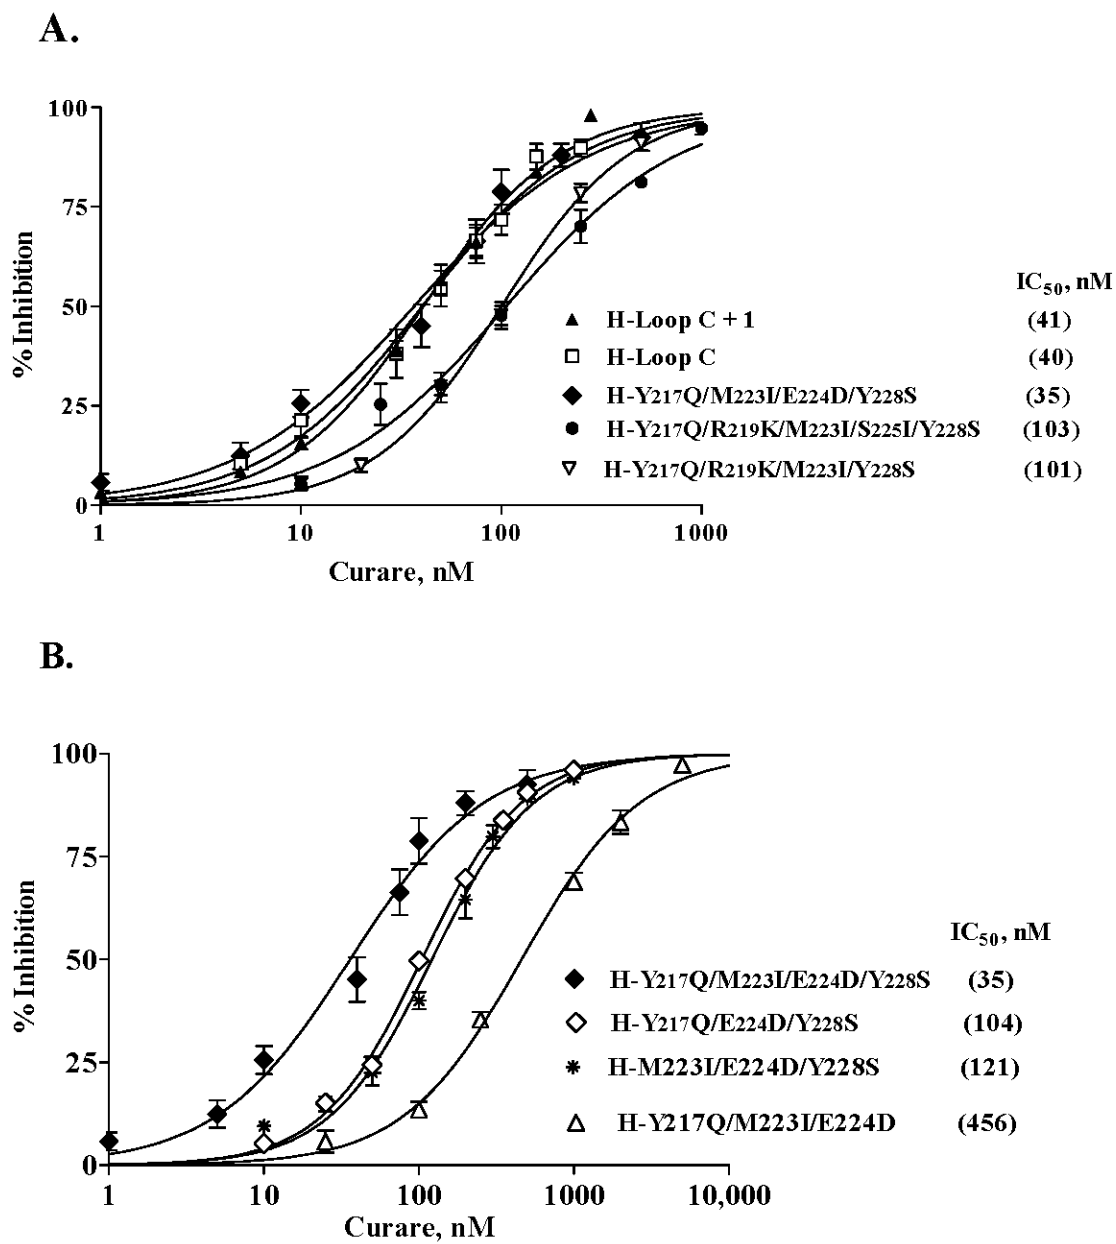 A.
100
75
50
25
0
% Inhibition
1 10 100 1000
Curare, nM
IC50, nM
H-Loop C + 1 (41)
H-Loop C (40)
H-Y217Q/M223I/E224D/Y228S (35)
H-Y217Q/R219K/M223I/S225I/Y228S (103)
H-Y217Q/R219K/M223I/Y228S (101)
B.
100
75
50
25
0
% Inhibition
1 10 100 1000 10,000
Curare, nM
IC50, nM
H-Y217Q/M223I/E224D/Y228S (35)
H-Y217Q/E224D/Y228S (104)
H-M223I/E224D/Y228S (121)
H-Y217Q/M223I/E224D (456)